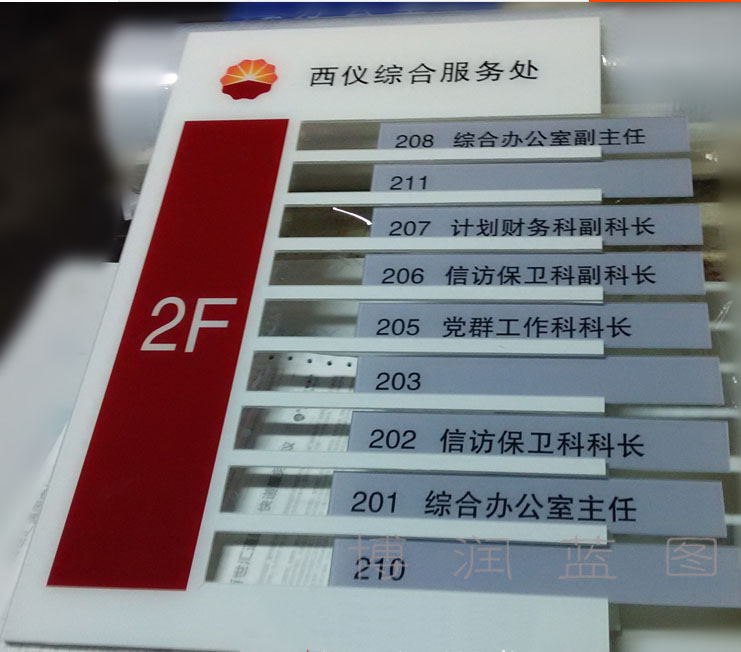 西仪综合服务处
2F
208 综合办公室副主任
211
207 计划财务科副科长
206 信访保卫科副科长
205 党群工作科科长
203
202 信访保卫科科长
201 综合办公室主任
210
博润蓝图